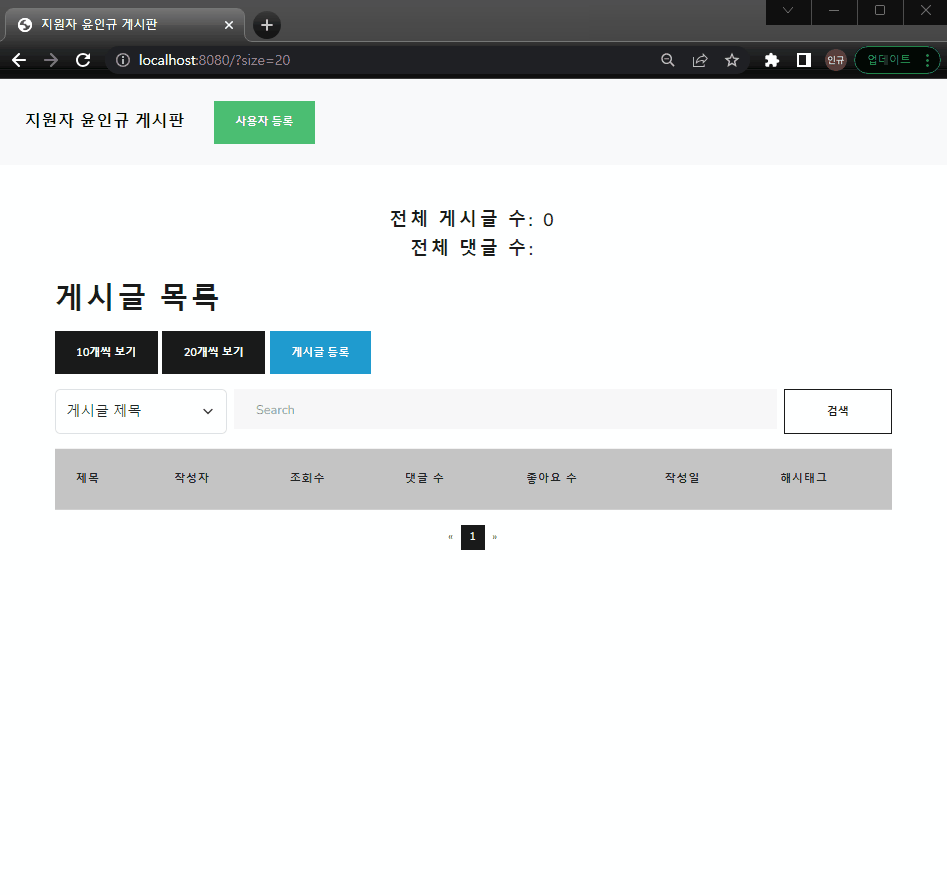 지원자 윤인규 게시판
localhost:8080/?size=20
인규
업데이트
지원자 윤인규 게시판
사용자 등록
전체 게시글 수: 0
전체 댓글 수:
게시글 목록
10개씩 보기 20개씩 보기 게시글 등록
게시글 제목 Search 검색
제목 작성자 조회수 댓글 수 좋아요 수 작성일 해시태그
« 1 »